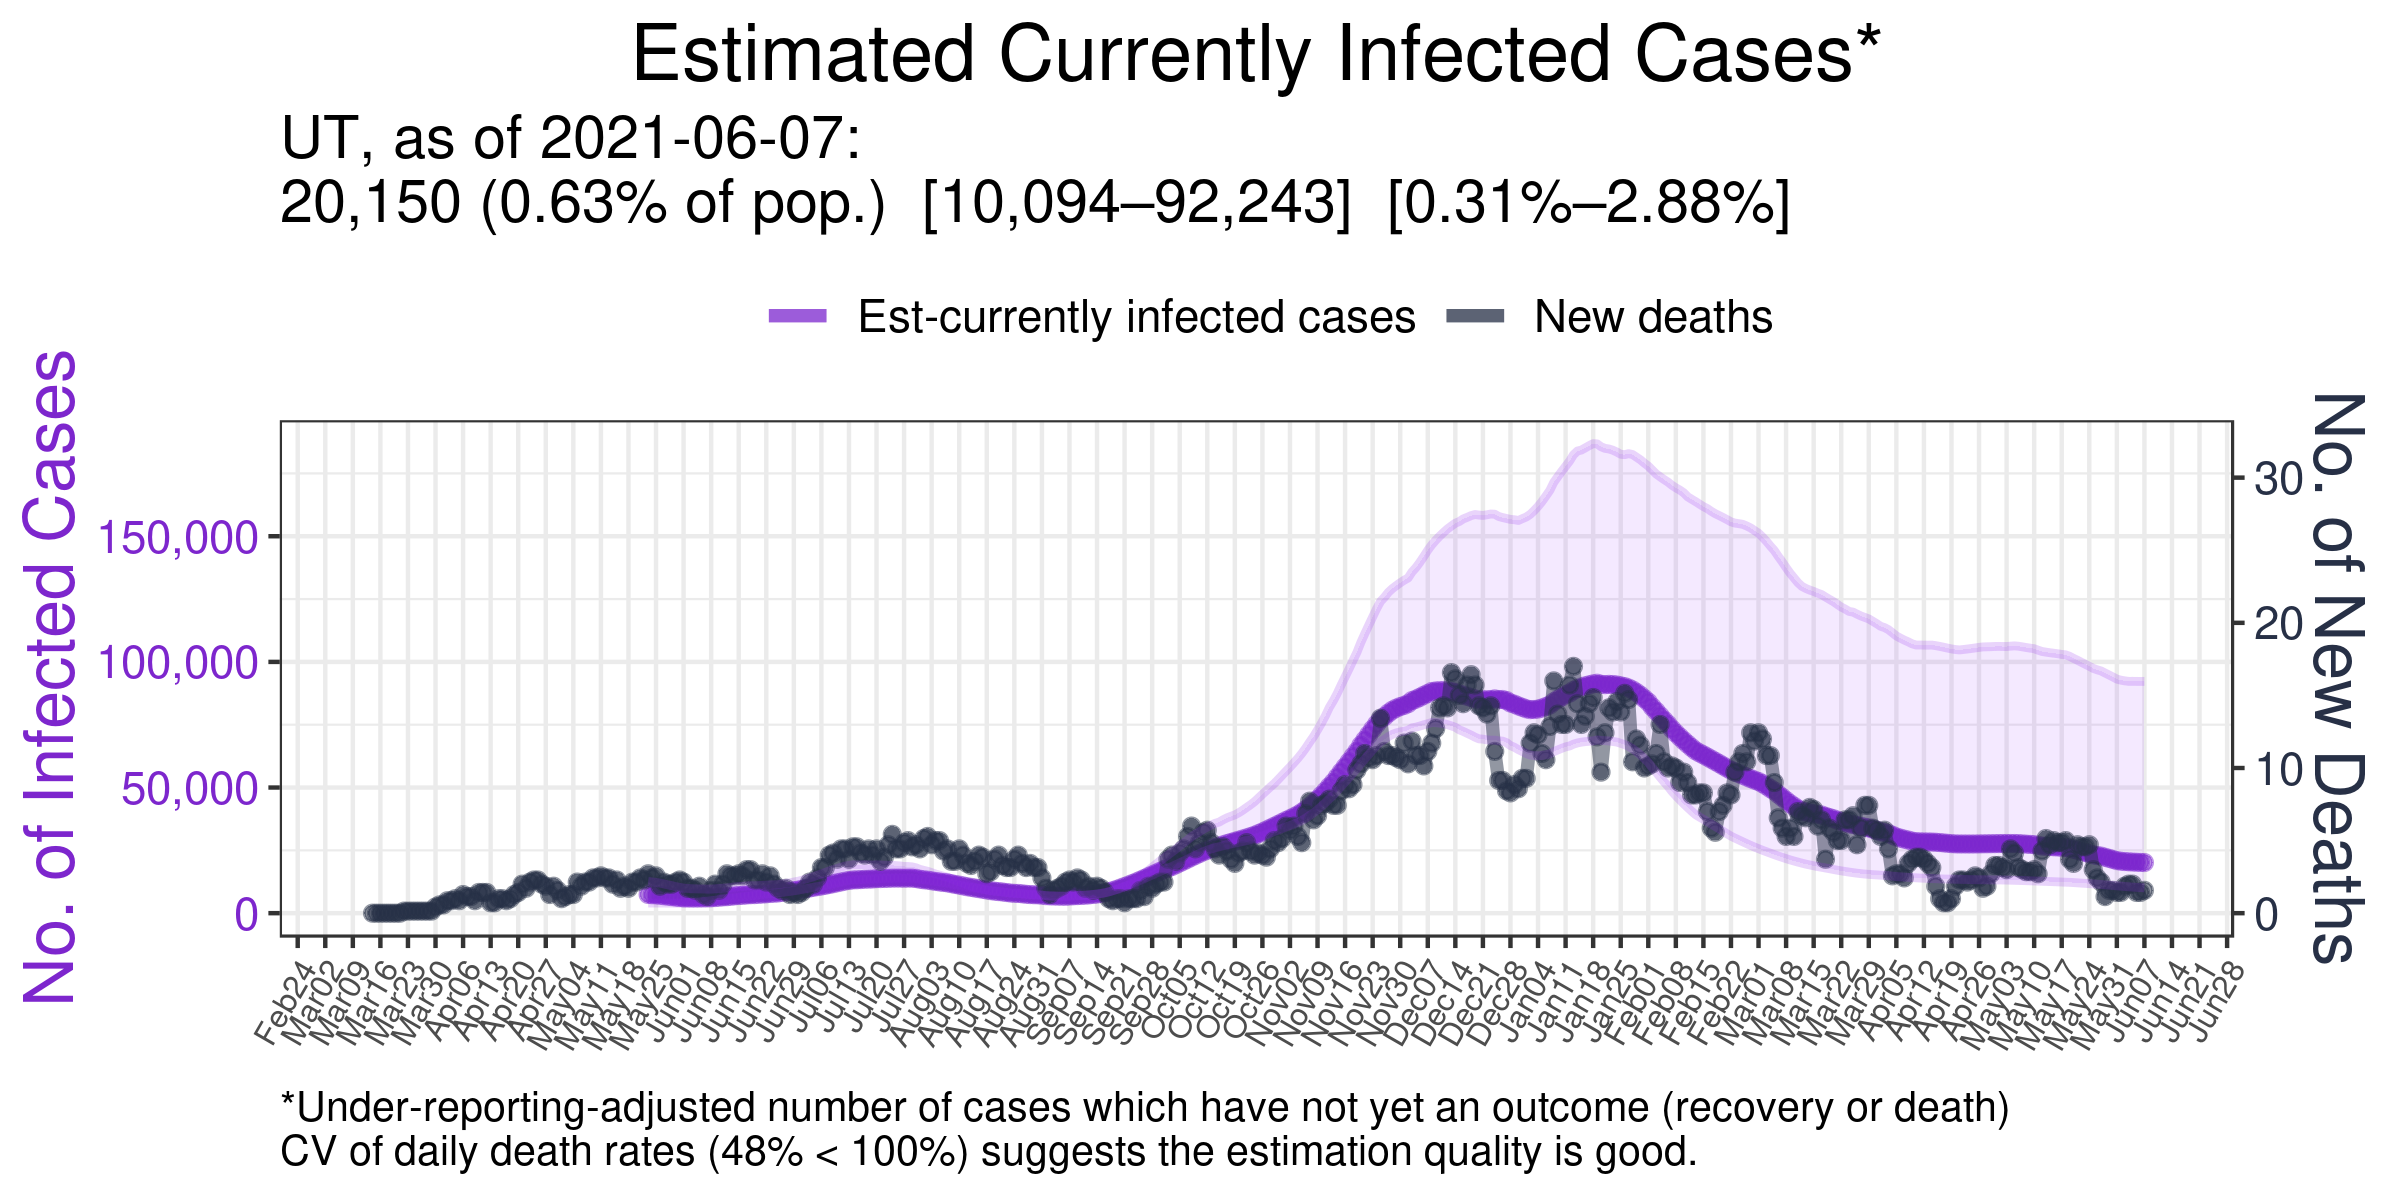 Estimated Currently Infected Cases*
UT, as of 2021-06-07:
20,150 (0.63% of pop.) [10,094–92,243] [0.31%–2.88%]
Est-currently infected cases New deaths
No. of Infected Cases
150,000
100,000
50,000
0
30
20
10
0
No. of New Deaths
Feb24 Mar02 Mar09 Mar16 Mar23 Mar30 Apr06 Apr13 Apr20 Apr27 May04 May11 May18 May25 Jun01 Jun08 Jun15 Jun22 Jun29 Jul06 Jul13 Jul20 Jul27 Aug03 Aug10 Aug17 Aug24 Aug31 Sep07 Sep14 Sep21 Sep28 Oct05 Oct12 Oct19 Oct26 Nov02 Nov09 Nov16 Nov23 Nov30 Dec07 Dec14 Dec21 Dec28 Jan04 Jan11 Jan18 Jan25 Feb01 Feb08 Feb15 Feb22 Mar01 Mar08 Mar15 Mar22 Mar29 Apr05 Apr12 Apr19 Apr26 May03 May10 May17 May24 May31 Jun07 Jun14 Jun21 Jun28
*Under-reporting-adjusted number of cases which have not yet an outcome (recovery or death)
CV of daily death rates (48% < 100%) suggests the estimation quality is good.